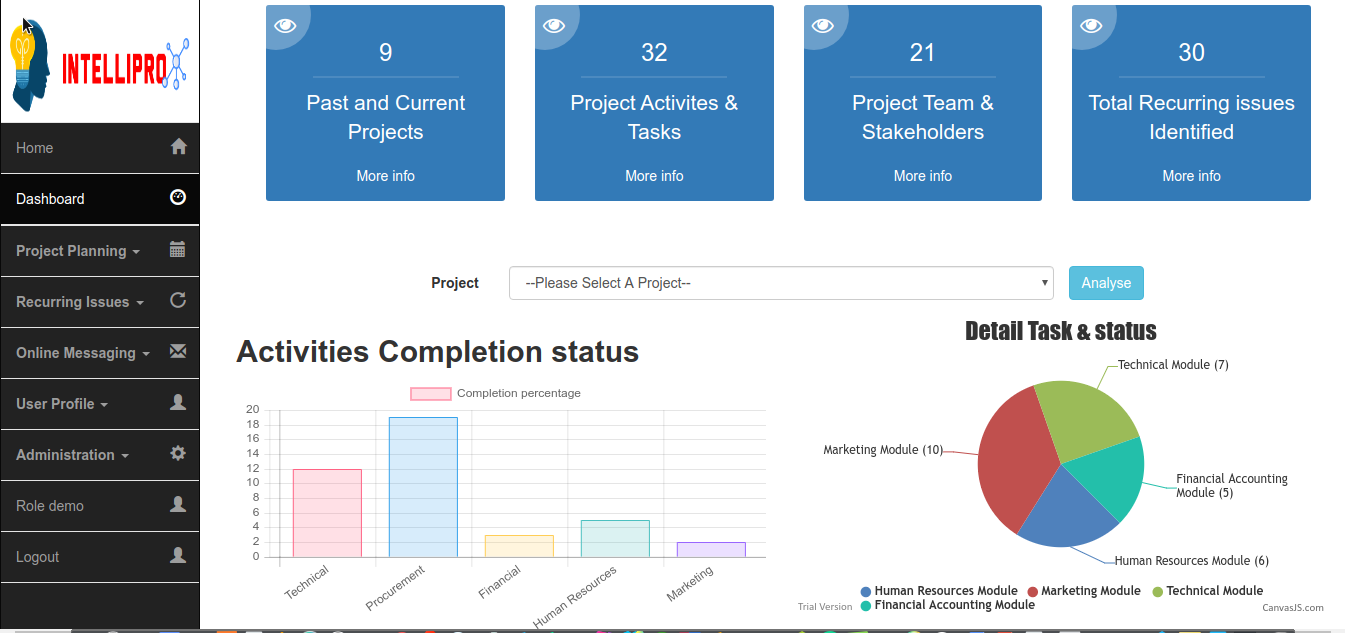 INTELLIPRO
Home
Dashboard
Project Planning
Recurring Issues
Online Messaging
User Profile
Administration
Role demo
Logout
9
Past and Current
Projects
More info
32
Project Activites &
Tasks
More info
21
Project Team &
Stakeholders
More info
30
Total Recurring issues
Identified
More info
Project
--Please Select A Project--
Analyse
Activities Completion status
Completion percentage
20
18
16
14
12
10
8
6
4
2
0
Technical
Procurement
Financial
Human Resources
Marketing
Detail Task & status
Technical Module (7)
Marketing Module (10)
Financial Accounting
Module (5)
Human Resources Module (6)
Human Resources Module Marketing Module Technical Module
Financial Accounting Module
Trial Version
CanvasJS.com